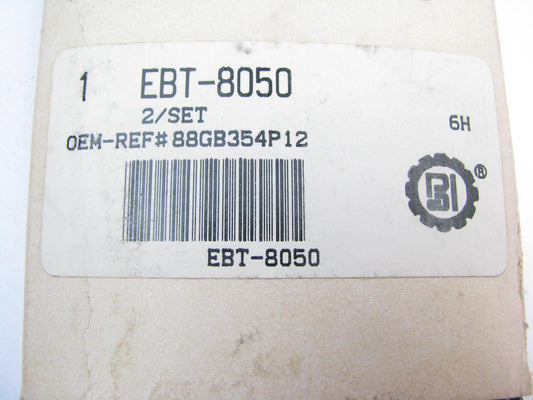 1 EBT-8050
2/SET
OEM-REF#88GB354P12
6H
®
EBT-8050